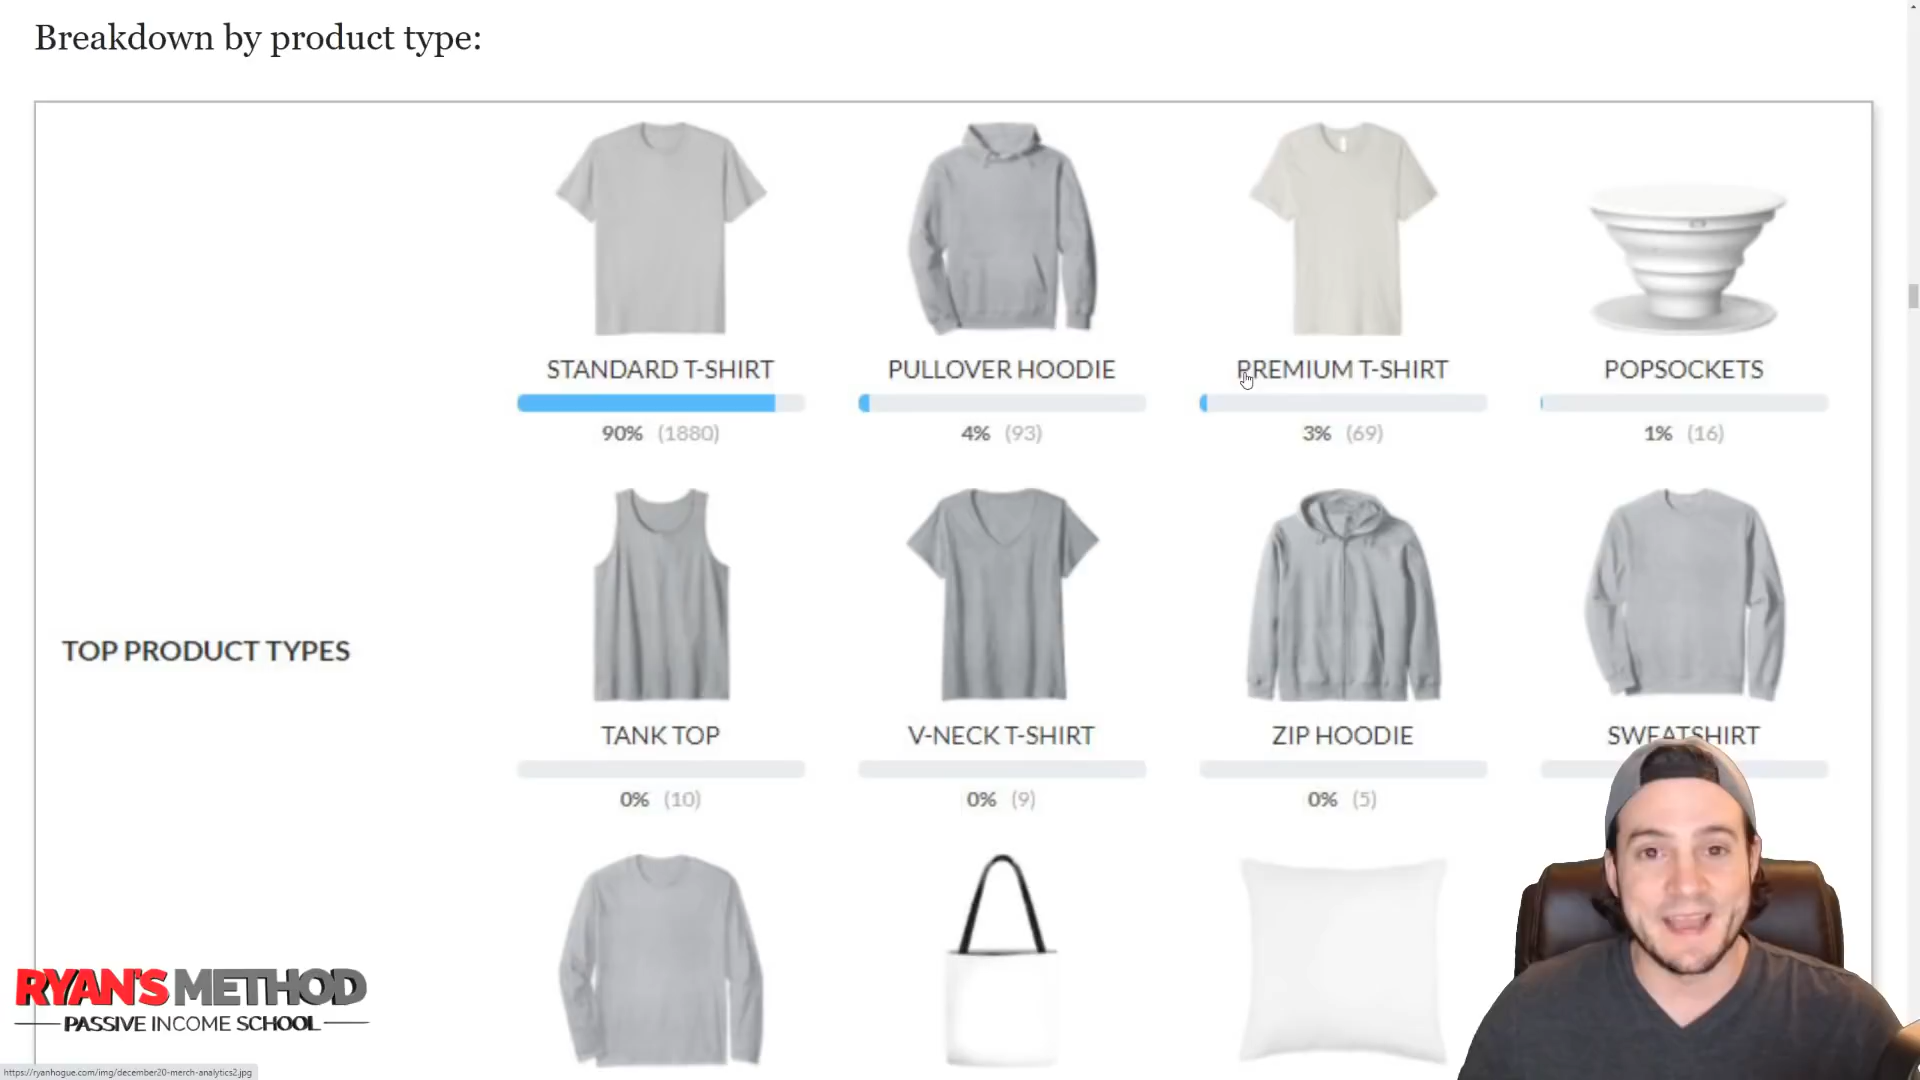 Breakdown by product type:
STANDARD T-SHIRT
PULLOVER HOODIE
PREMIUM T-SHIRT
POPSOCKETS
90% (1880)
4% (93)
3% (69)
1% (16)
TOP PRODUCT TYPES
TANK TOP
V-NECK T-SHIRT
ZIP HOODIE
SWEATSHIRT
0% (10)
0% (9)
0% (5)
RYAN'S METHOD
PASSIVE INCOME SCHOOL
https://ryanhogue.com/img/december20-merch-analytics2.jpg